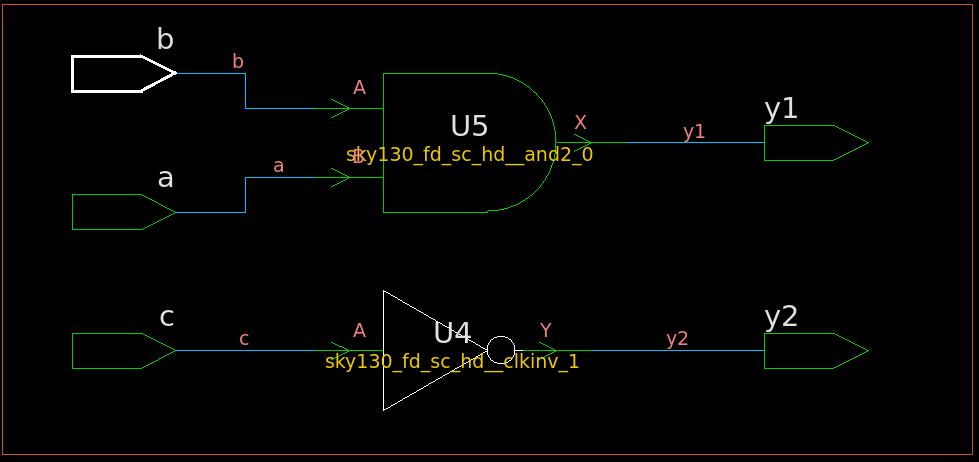 b
b
A
U5
X
y1
y1
sky130_fd_sc_hd__and2_0
B
a
a
c
c
A
U4
sky130_fd_sc_hd__clkinv_1
Y
y2
y2